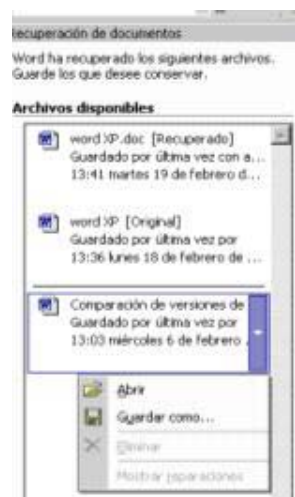 Recuperación de documentos
Word ha recuperado los siguientes archivos.
Guarde los que desee conservar.
Archivos disponibles
word XP.doc [Recuperado]
Guardado por última vez con a...
13:41 martes 19 de febrero d...
word XP [Original]
Guardado por última vez por
13:36 lunes 18 de febrero de ...
Comparación de versiones de
Guardado por última vez por
13:03 miércoles 6 de febrero .
Abrir
Guardar como...
Eliminar
Mostrar reparaciones